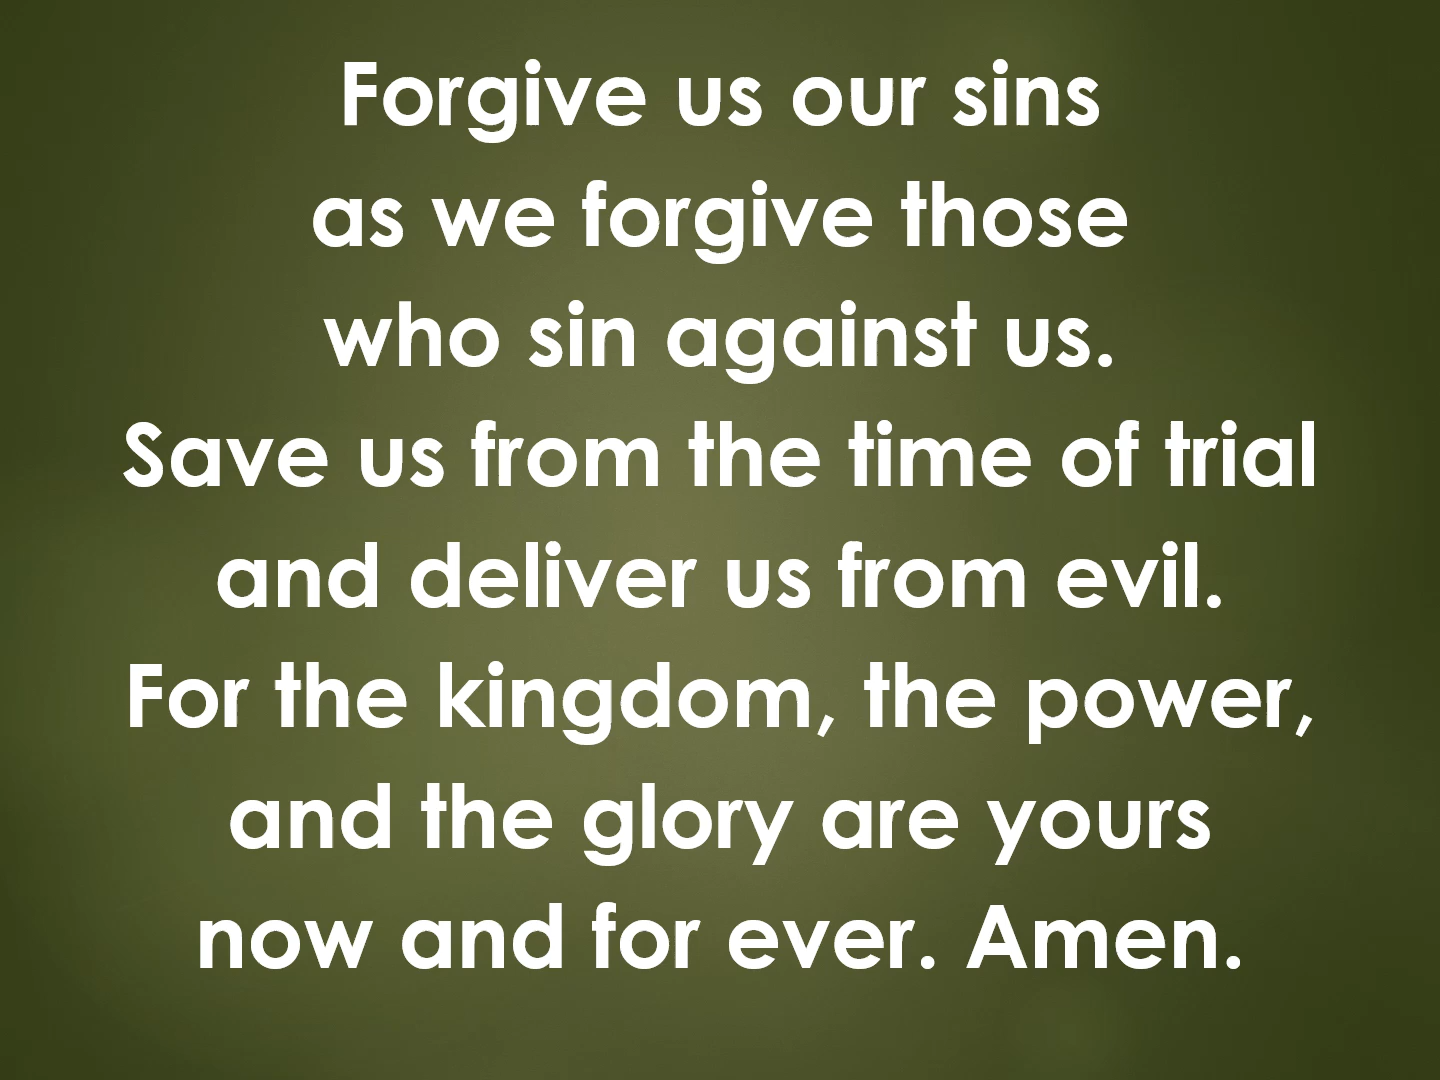 Forgive us our sins
as we forgive those
who sin against us.
Save us from the time of trial
and deliver us from evil.
For the kingdom, the power,
and the glory are yours
now and for ever. Amen.